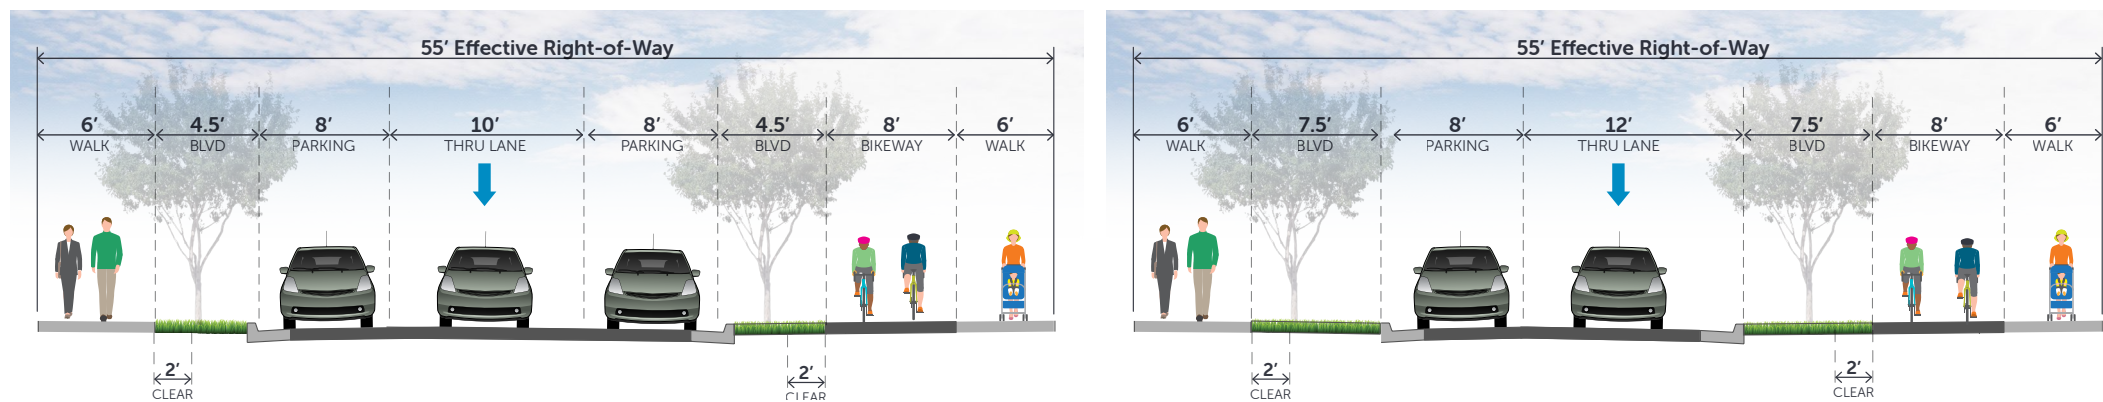 55′ Effective Right-of-Way
6′ 4.5′ 8′ 10′ 8′ 4.5′ 8′ 6′
WALK BLVD PARKING THRU LANE PARKING BLVD BIKEWAY WALK
2′ 2′
CLEAR CLEAR
55′ Effective Right-of-Way
6′ 7.5′ 8′ 12′ 7.5′ 8′ 6′
WALK BLVD PARKING THRU LANE BLVD BIKEWAY WALK
2′ 2′
CLEAR CLEAR